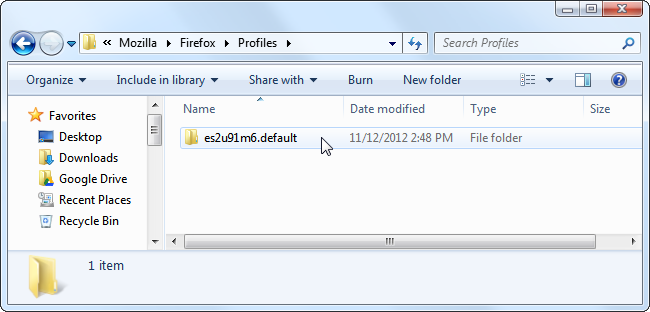 « Mozilla ▸ Firefox ▸ Profiles ▸ Search Profiles
Organize Include in library Share with Burn New folder
Favorites
Desktop
Downloads
Google Drive
Recent Places
Recycle Bin
Name Date modified Type Size
es2u91m6.default 11/12/2012 2:48 PM File folder
1 item